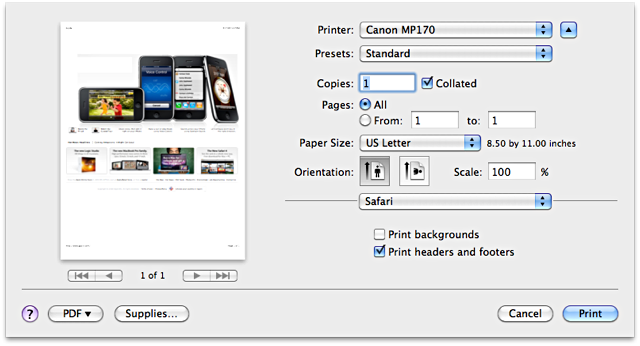 Printer: Canon MP170
Presets: Standard
Copies: 1 Collated
Pages: All
From: 1 to: 1
Paper Size: US Letter 8.50 by 11.00 inches
Orientation: Scale: 100 %
Safari
Print backgrounds
Print headers and footers
1 of 1
? PDF Supplies... Cancel Print